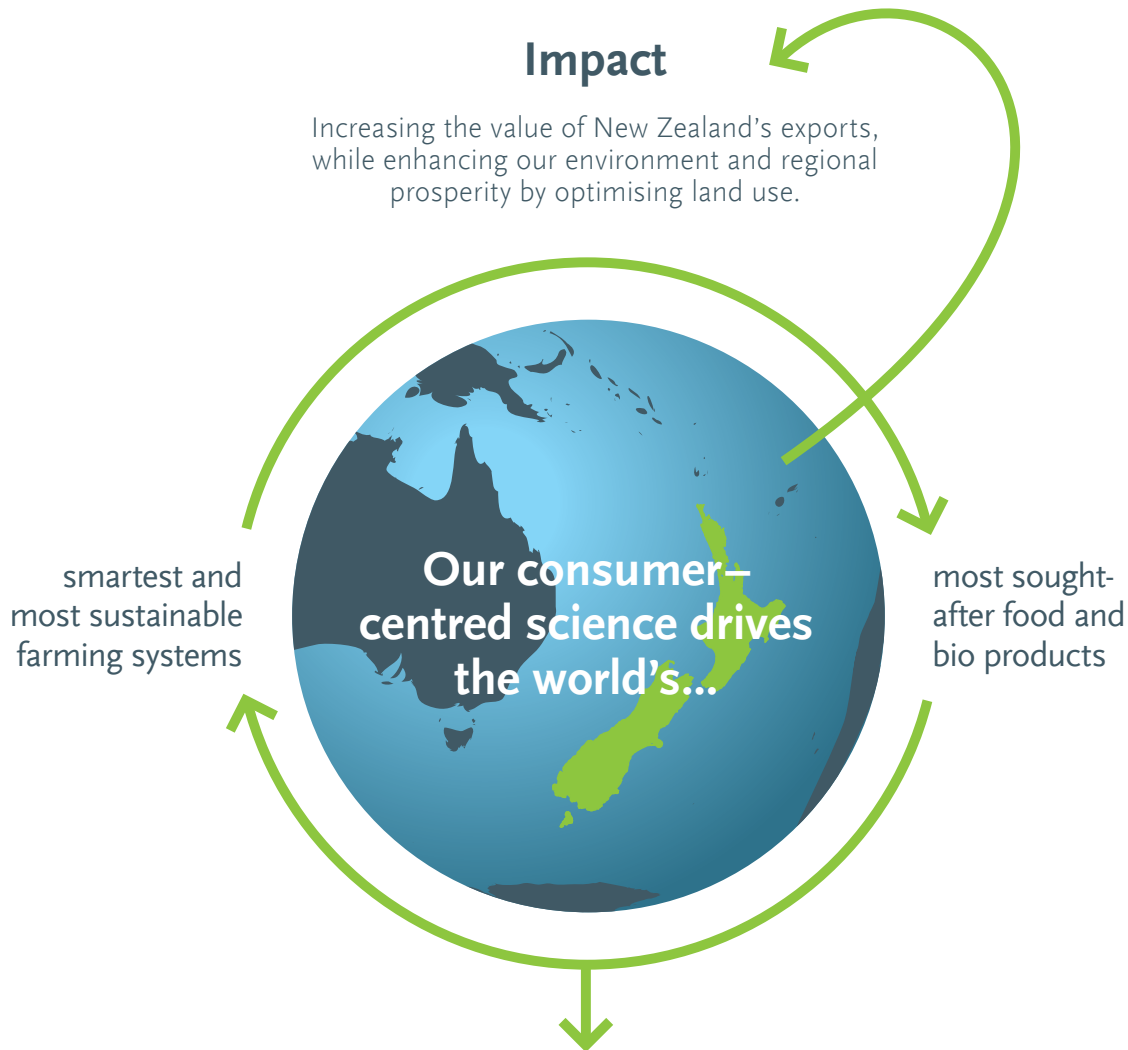 Impact
Increasing the value of New Zealand’s exports,
while enhancing our environment and regional
prosperity by optimising land use.
Our consumer–
centred science drives
the world’s...
smartest and
most sustainable
farming systems
most sought-
after food and
bio products